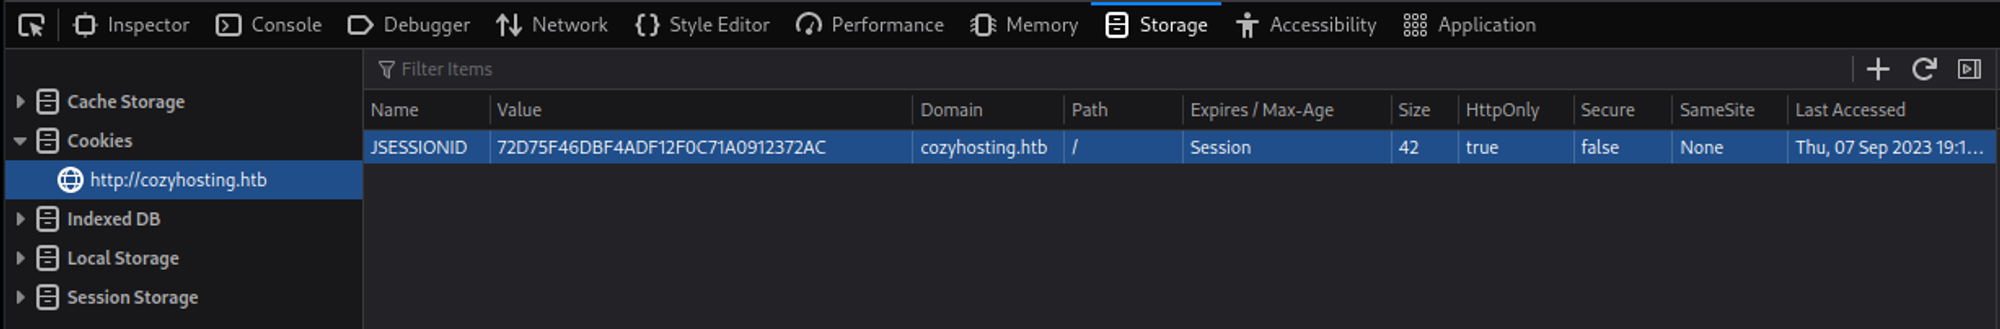 Inspector Console Debugger Network Style Editor Performance Memory Storage Accessibility Application
Filter Items
Cache Storage
Cookies
http://cozyhosting.htb
Indexed DB
Local Storage
Session Storage
Name Value Domain Path Expires / Max-Age Size HttpOnly Secure SameSite Last Accessed
JSESSIONID 72D75F46DBF4ADF12F0C71A0912372AC cozyhosting.htb / Session 42 true false None Thu, 07 Sep 2023 19:1...